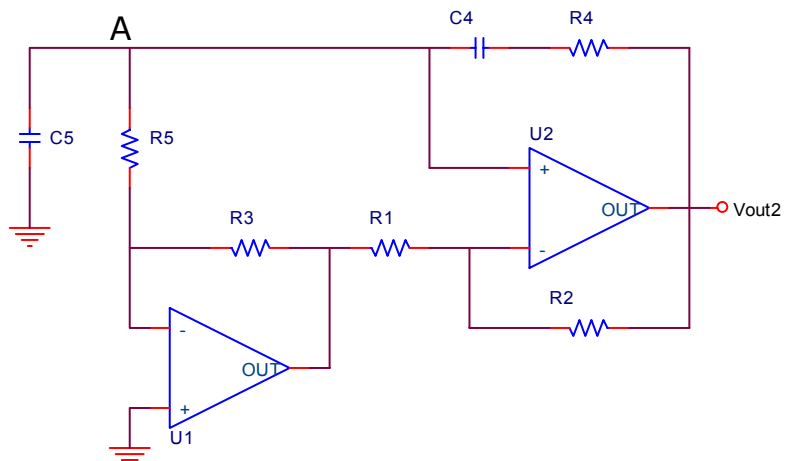 A
C4
R4
C5
R5
U2
+
OUT
Vout2
-
R3
R1
R2
-
OUT
+
U1